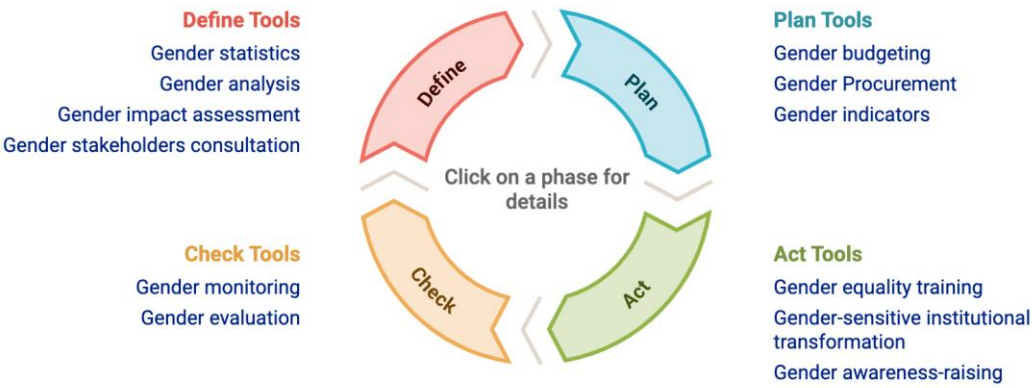 Define Tools
Gender statistics
Gender analysis
Gender impact assessment
Gender stakeholders consultation
Define
Plan
Plan Tools
Gender budgeting
Gender Procurement
Gender indicators
Click on a phase for
details
Check Tools
Gender monitoring
Gender evaluation
Check
Act
Act Tools
Gender equality training
Gender-sensitive institutional
transformation
Gender awareness-raising